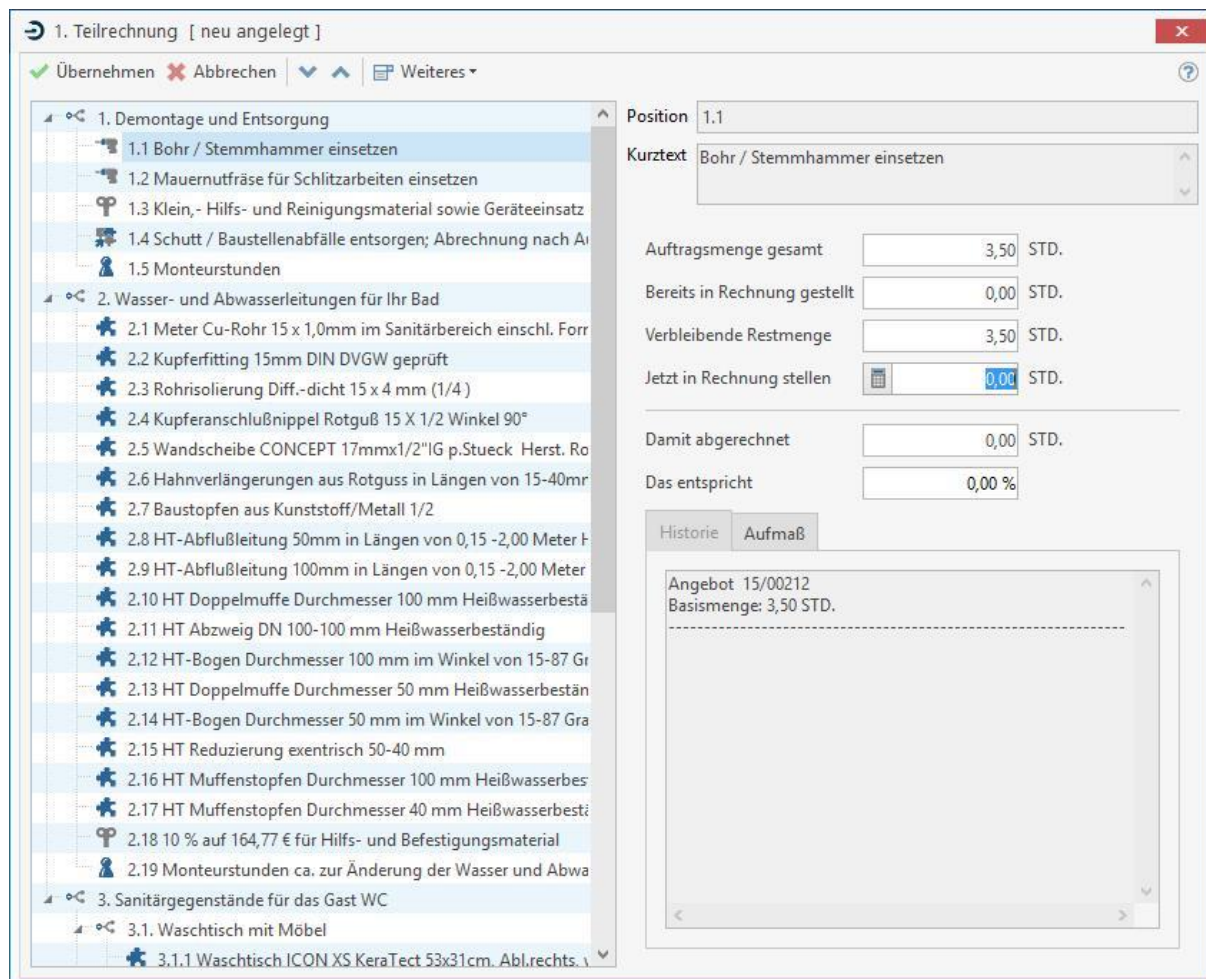 1. Teilrechnung [ neu angelegt ]
Übernehmen Abbrechen Weiteres
1. Demontage und Entsorgung
1.1 Bohr / Stemmhammer einsetzen
1.2 Mauernutfräse für Schlitzarbeiten einsetzen
1.3 Klein,- Hilfs- und Reinigungsmaterial sowie Geräteeinsatz
1.4 Schutt / Baustellenabfälle entsorgen; Abrechnung nach
1.5 Monteurstunden
2. Wasser- und Abwasserleitungen für Ihr Bad
2.1 Meter Cu-Rohr 15 x 1,0mm im Sanitärbereich einschl.
2.2 Kupferfitting 15mm DIN DVGW geprüft
2.3 Rohrisolierung Diff.-dicht 15 x 4 mm (1/4 )
2.4 Kupferanschlußnippel Rotguß 15 X 1/2 Winkel 90°
2.5 Wandscheibe CONCEPT 17mmx1/2"IG p.Stueck Herst. Ro
2.6 Hahnverlängerungen aus Rotguss in Längen von
2.7 Baustopfen aus Kunststoff/Metall 1/2
2.8 HT-Abflußleitung 50mm in Längen von 0,15 -2,00 Meter
2.9 HT-Abflußleitung 100mm in Längen von 0,15 -2,00 Meter
2.10 HT Doppelmuffe Durchmesser 100 mm Heißwasserbestä
2.11 HT Abzweig DN 100-100 mm Heißwasserbeständig
2.12 HT-Bogen Durchmesser 100 mm im Winkel von 15-87
2.13 HT Doppelmuffe Durchmesser 50 mm Heißwasserbestän
2.14 HT-Bogen Durchmesser 50 mm im Winkel von 15-87 Gra
2.15 HT Reduzierung exentrisch 50-40 mm
2.16 HT Muffenstopfen Durchmesser 100 mm Heißwasserbes
2.17 HT Muffenstopfen Durchmesser 40 mm Heißwasserbestä
2.18 10 % auf 164,77 € für Hilfs- und Befestigungsmaterial
2.19 Monteurstunden ca. zur Änderung der Wasser und Abwa
3. Sanitärgegenstände für das Gast WC
3.1. Waschtisch mit Möbel
3.1.1 Waschtisch ICON XS KeraTect 53x31cm, Abl.rechts,
Position 1.1
Kurztext Bohr / Stemmhammer einsetzen
Auftragsmenge gesamt 3,50 STD.
Bereits in Rechnung gestellt 0,00 STD.
Verbleibende Restmenge 3,50 STD.
Jetzt in Rechnung stellen 0,00 STD.
Damit abgerechnet 0,00 STD.
Das entspricht 0,00 %
Historie Aufmaß
Angebot 15/00212
Basismenge: 3,50 STD.